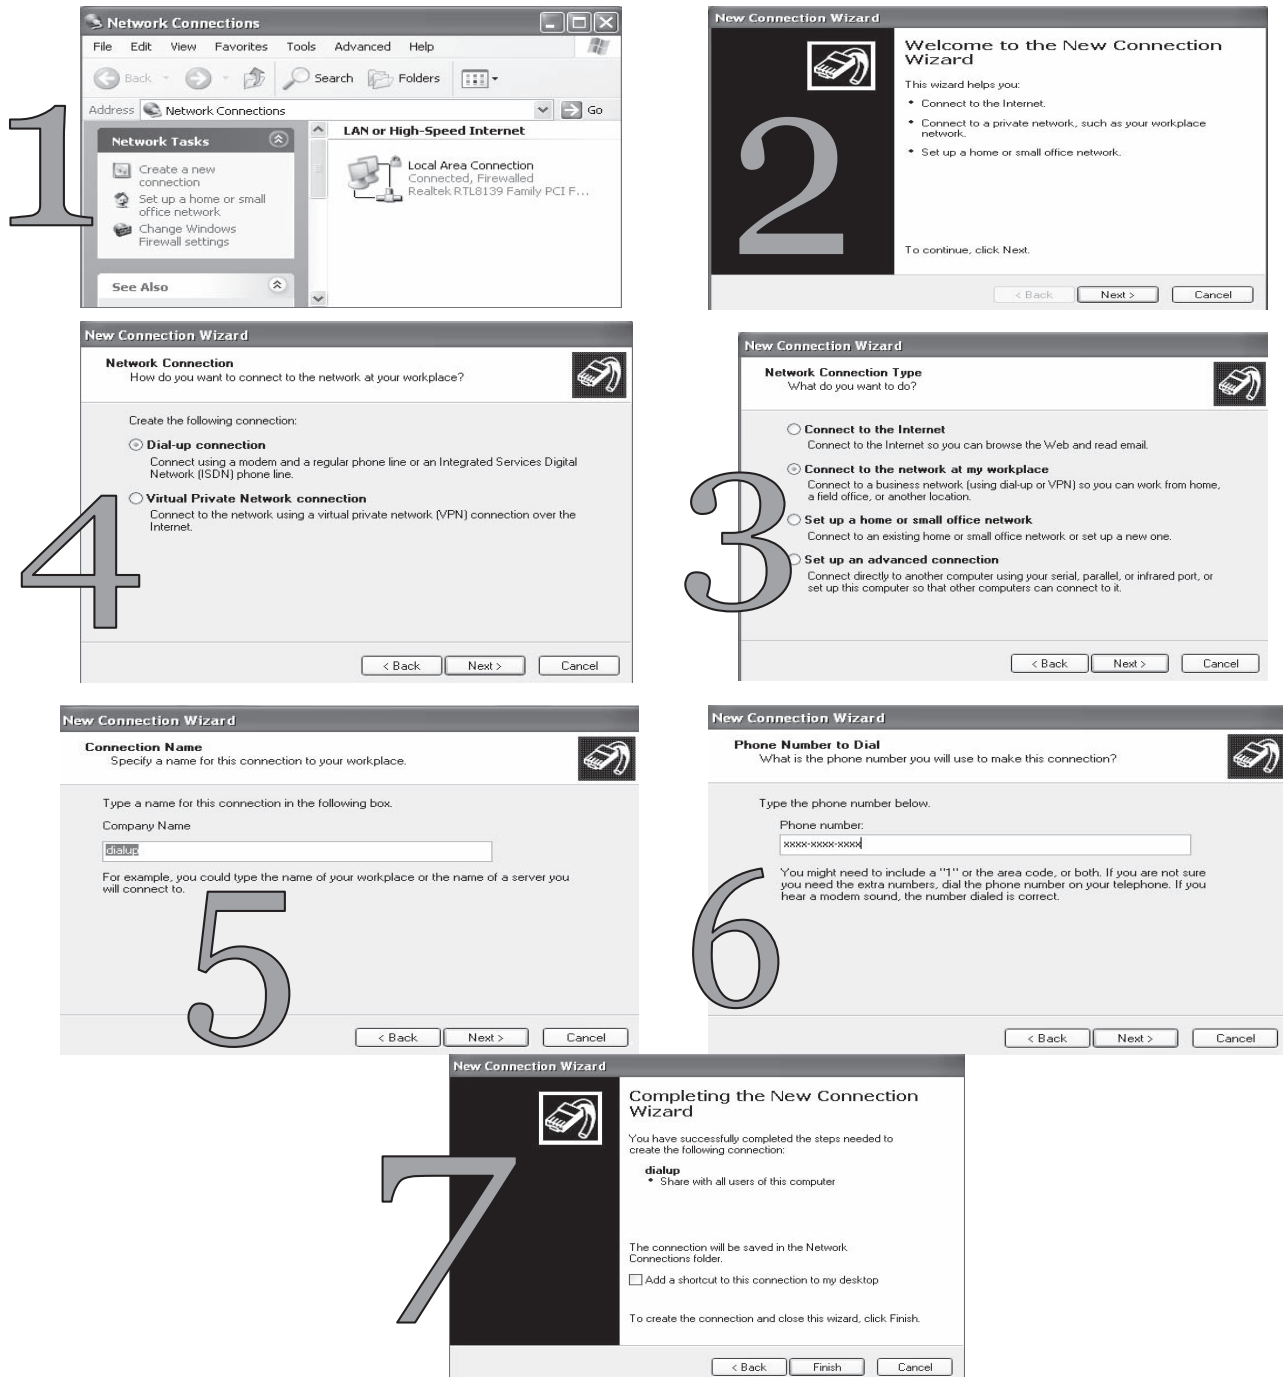 1
Network Connections
File Edit View Favorites Tools Advanced Help
Back Search Folders
Address Network Connections Go
Network Tasks
Create a new
connection
Set up a home or small
office network
Change Windows
Firewall settings
See Also
LAN or High-Speed Internet
Local Area Connection
Connected, Firewalled
Realtek RTL8139 Family PCI F...
2
New Connection Wizard
Welcome to the New Connection
Wizard
This wizard helps you:
• Connect to the Internet.
• Connect to a private network, such as your workplace
network.
• Set up a home or small office network.
To continue, click Next.
< Back Next > Cancel
3
New Connection Wizard
Network Connection Type
What do you want to do?
Connect to the Internet
Connect to the Internet so you can browse the Web and read email.
Connect to the network at my workplace
Connect to a business network (using dial-up or VPN) so you can work from home,
a field office, or another location.
Set up a home or small office network
Connect to an existing home or small office network or set up a new one.
Set up an advanced connection
Connect directly to another computer using your serial, parallel, or infrared port, or
set up this computer so that other computers can connect to it.
< Back Next > Cancel
4
New Connection Wizard
Network Connection
How do you want to connect to the network at your workplace?
Create the following connection:
Dial-up connection
Connect using a modem and a regular phone line or an Integrated Services Digital
Network (ISDN) phone line.
Virtual Private Network connection
Connect to the network using a virtual private network (VPN) connection over the
Internet.
< Back Next > Cancel
5
New Connection Wizard
Connection Name
Specify a name for this connection to your workplace.
Type a name for this connection in the following box.
Company Name
dialup
For example, you could type the name of your workplace or the name of a server you
will connect to.
< Back Next > Cancel
6
New Connection Wizard
Phone Number to Dial
What is the phone number you will use to make this connection?
Type the phone number below.
Phone number:
xxxx-xxxx-xxxx
You might need to include a "1" or the area code, or both. If you are not sure
you need the extra numbers, dial the phone number on your telephone. If you
hear a modem sound, the number dialed is correct.
< Back Next > Cancel
7
New Connection Wizard
Completing the New Connection
Wizard
You have successfully completed the steps needed to
create the following connection:
dialup
• Share with all users of this computer
The connection will be saved in the Network
Connections folder.
Add a shortcut to this connection to my desktop
To create the connection and close this wizard, click Finish.
< Back Finish Cancel